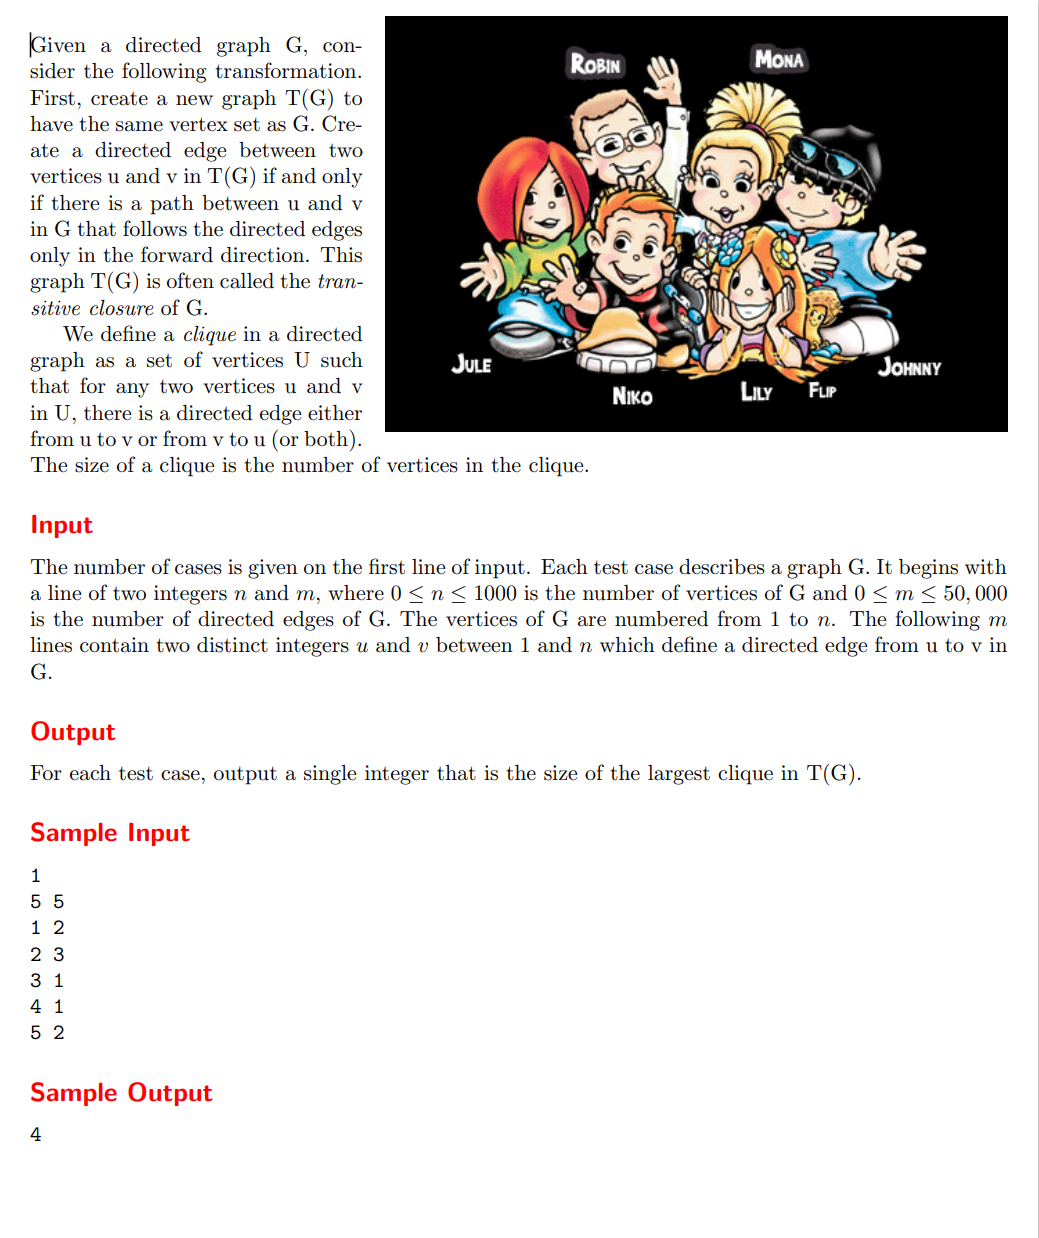 Given a directed graph G, con-
sider the following transformation.
First, create a new graph T(G) to
have the same vertex set as G. Cre-
ate a directed edge between two
vertices u and v in T(G) if and only
if there is a path between u and v
in G that follows the directed edges
only in the forward direction. This
graph T(G) is often called the tran-
sitive closure of G.
We define a clique in a directed
graph as a set of vertices U such
that for any two vertices u and v
in U, there is a directed edge either
from u to v or from v to u (or both).
The size of a clique is the number of vertices in the clique.
ROBIN
MONA
JULE
NIKO
LILY
FLIP
JOHNNY
Input
The number of cases is given on the first line of input. Each test case describes a graph G. It begins with
a line of two integers n and m, where 0 ≤ n ≤ 1000 is the number of vertices of G and 0 ≤ m ≤ 50, 000
is the number of directed edges of G. The vertices of G are numbered from 1 to n. The following m
lines contain two distinct integers u and v between 1 and n which define a directed edge from u to v in
G.
Output
For each test case, output a single integer that is the size of the largest clique in T(G).
Sample Input
1
5 5
1 2
2 3
3 1
4 1
5 2
Sample Output
4